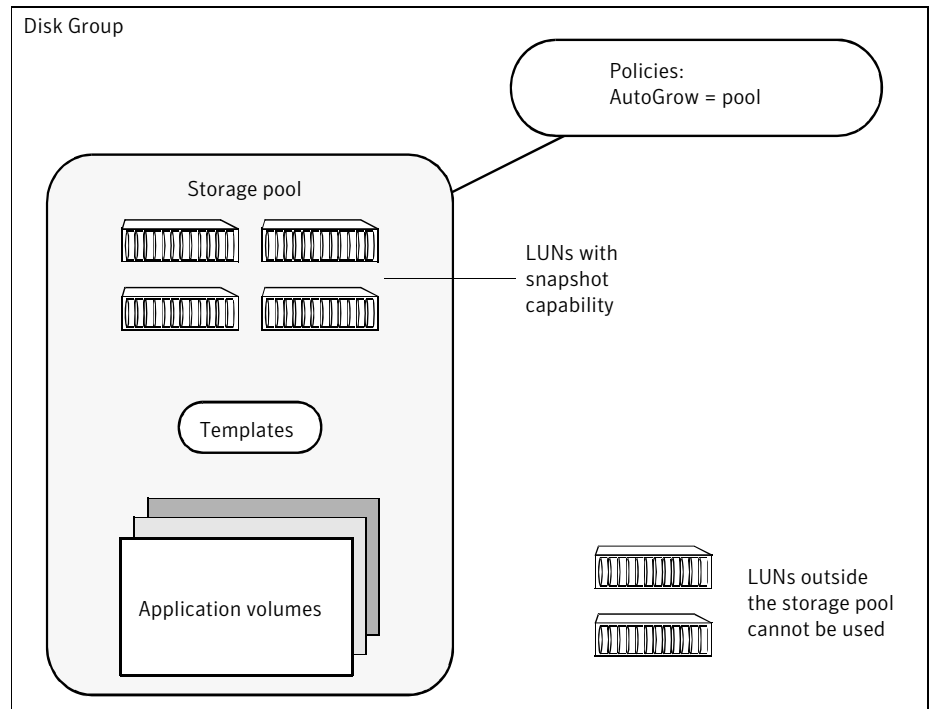 Disk Group
Policies:
AutoGrow = pool
Storage pool
LUNs with
snapshot
capability
Templates
Application volumes
LUNs outside
the storage pool
cannot be used